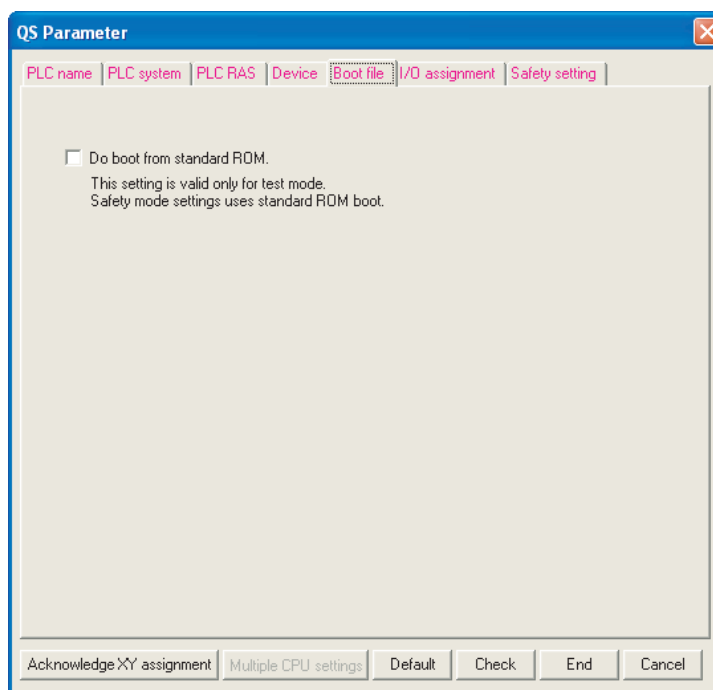 QS Parameter
PLC name PLC system PLC RAS Device Boot file I/O assignment Safety setting
Do boot from standard ROM.
This setting is valid only for test mode.
Safety mode settings uses standard ROM boot.
Acknowledge XY assignment Multiple CPU settings Default Check End Cancel